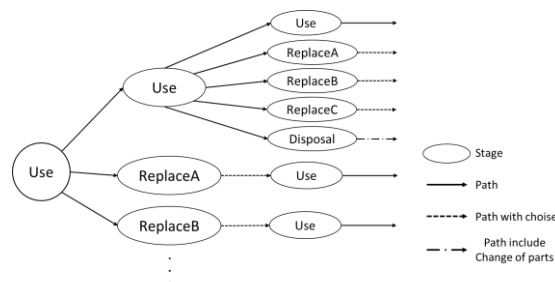 Use
ReplaceA
Use
ReplaceB
ReplaceC
Disposal
Use
ReplaceA
Use
ReplaceB
Use
Stage
Path
Path with choise
Path include
Change of parts